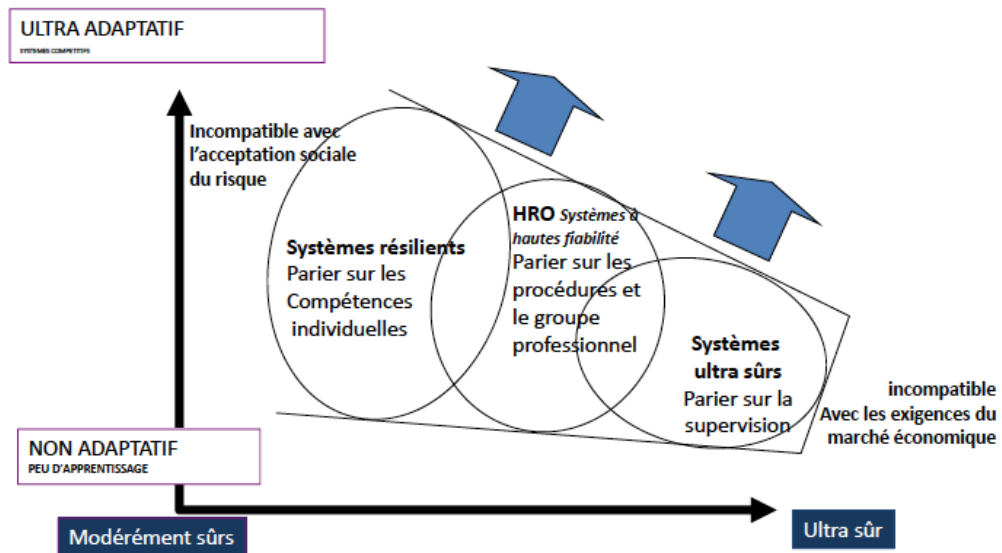 ULTRA ADAPTATIF
SYSTEMES COMPETITIFS
Incompatible avec
l'acceptation sociale
du risque
Systèmes résilients
Parier sur les
Compétences
individuelles
HRO Systèmes à
hautes fiabilité
Parier sur les
procédures et
le groupe
professionnel
Systèmes
ultra sûrs
Parier sur la
supervision
incompatible
Avec les exigences du
marché économique
NON ADAPTATIF
PEU D'APPRENTISSAGE
Modérément sûrs
Ultra sûr